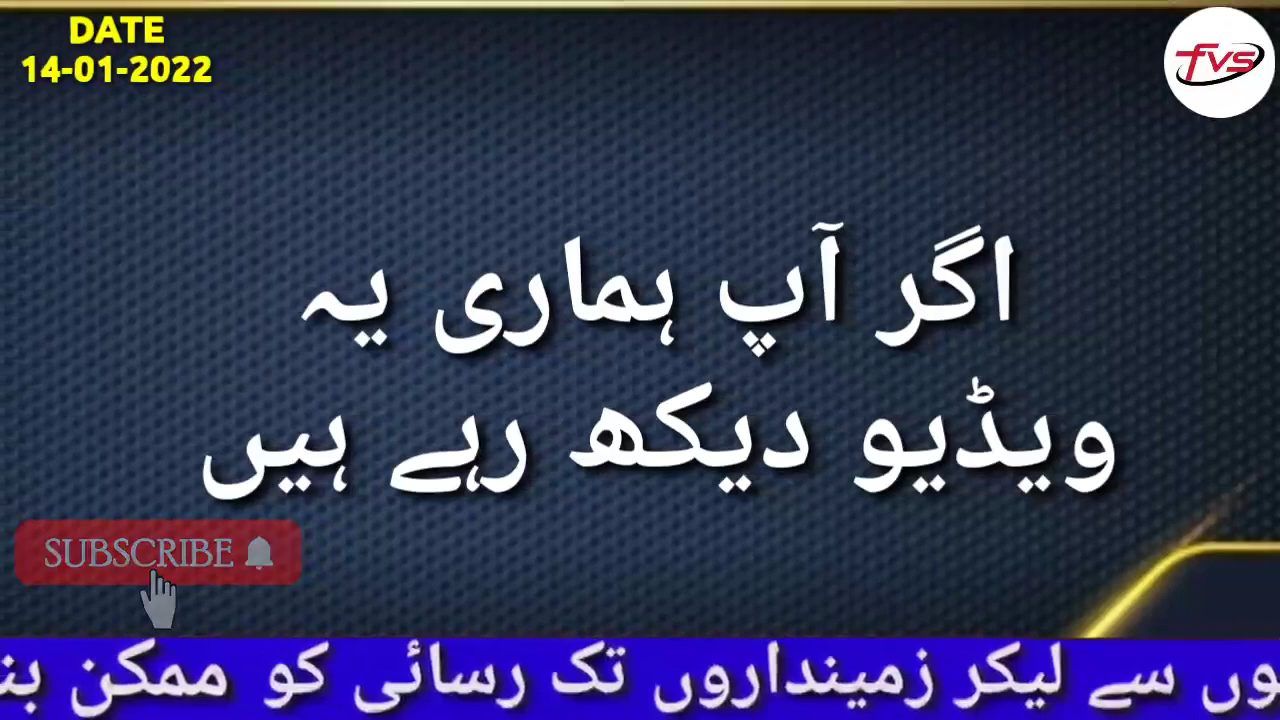 DATE
14-01-2022
fvs
اگر آپ ہماری یہ
ویڈیو دیکھ رہے ہیں
SUBSCRIBE
سے لیکر زمینداروں تک رسائی کو ممکن